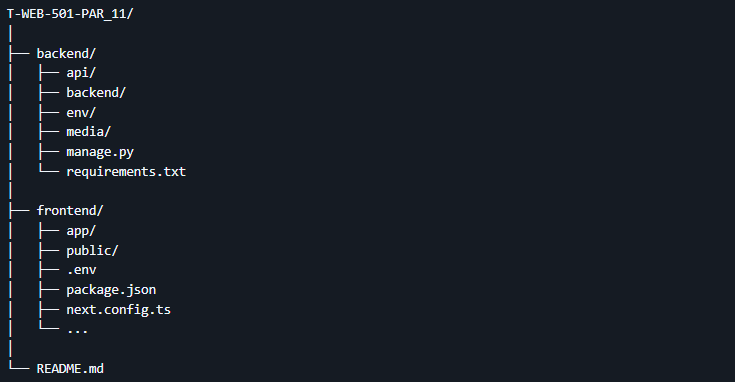 T-WEB-501-PAR_11/
│
├── backend/
│   ├── api/
│   ├── backend/
│   ├── env/
│   ├── media/
│   ├── manage.py
│   └── requirements.txt
│
├── frontend/
│   ├── app/
│   ├── public/
│   ├── .env
│   ├── package.json
│   ├── next.config.ts
│   └── ...
│
└── README.md